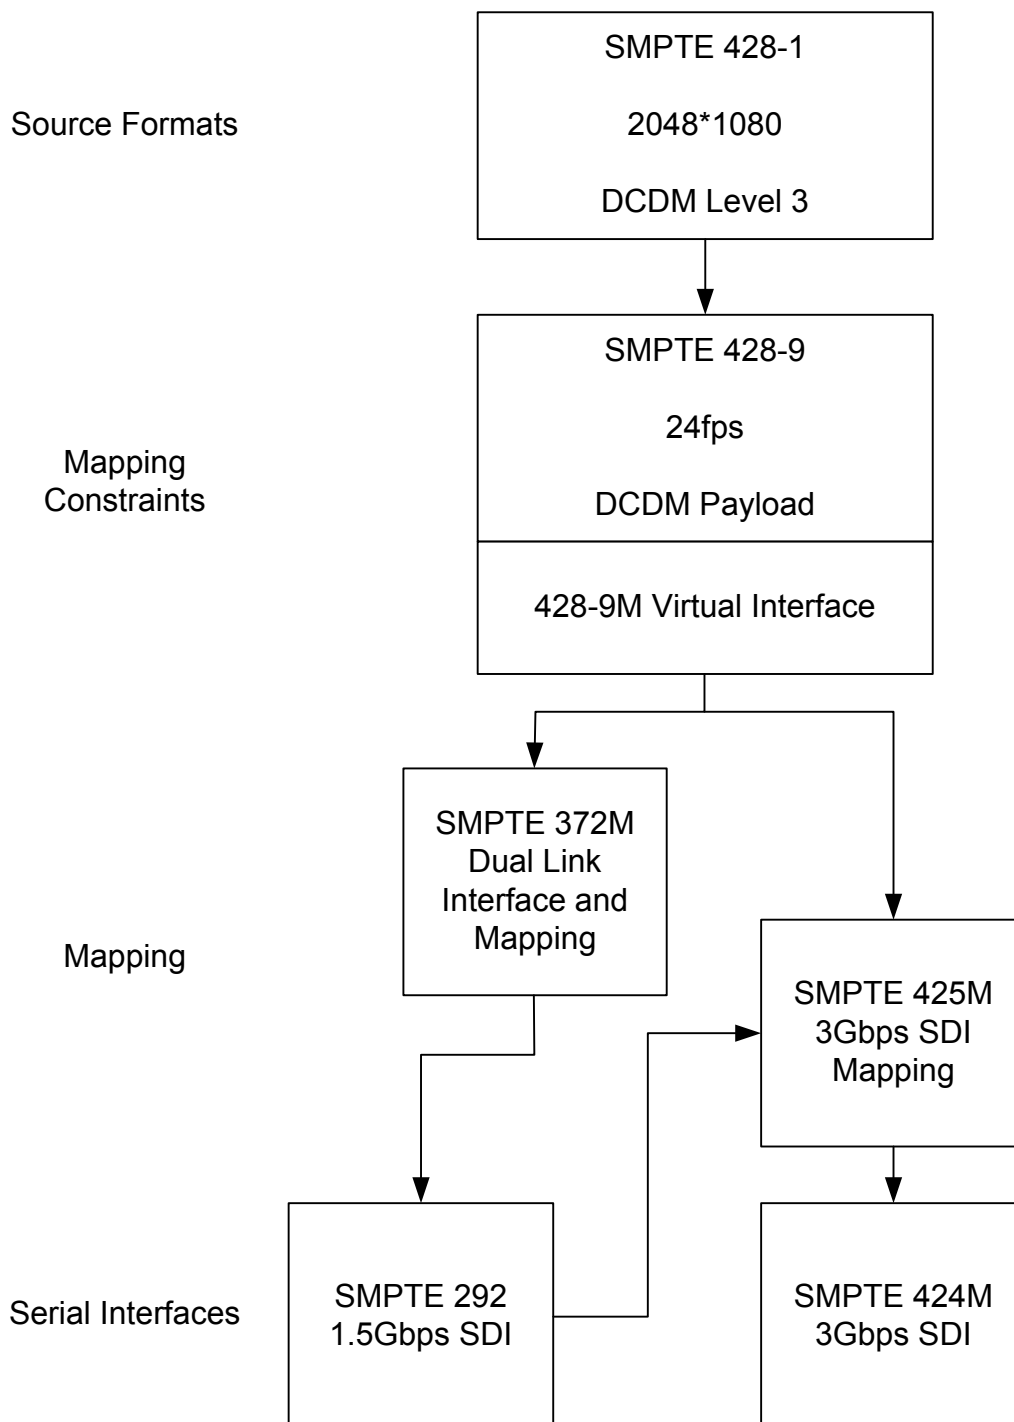 SMPTE 428-1
2048*1080
DCDM Level 3
Source Formats
SMPTE 428-9
24fps
DCDM Payload
Mapping
Constraints
428-9M Virtual Interface
SMPTE 372M
Dual Link
Interface and
Mapping
Mapping
SMPTE 425M
3Gbps SDI
Mapping
Serial Interfaces
SMPTE 292
1.5Gbps SDI
SMPTE 424M
3Gbps SDI